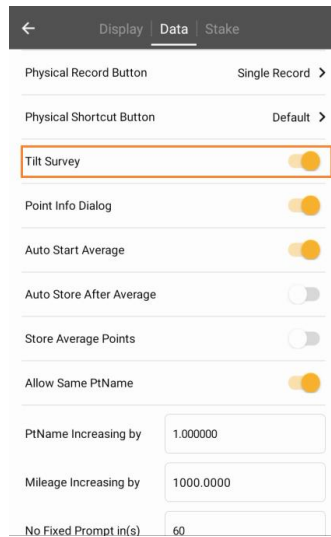 Display Data Stake
Physical Record Button Single Record
Physical Shortcut Button Default
Tilt Survey
Point Info Dialog
Auto Start Average
Auto Store After Average
Store Average Points
Allow Same PtName
PtName Increasing by 1.000000
Mileage Increasing by 1000.0000
No Fixed Prompt in(s) 60